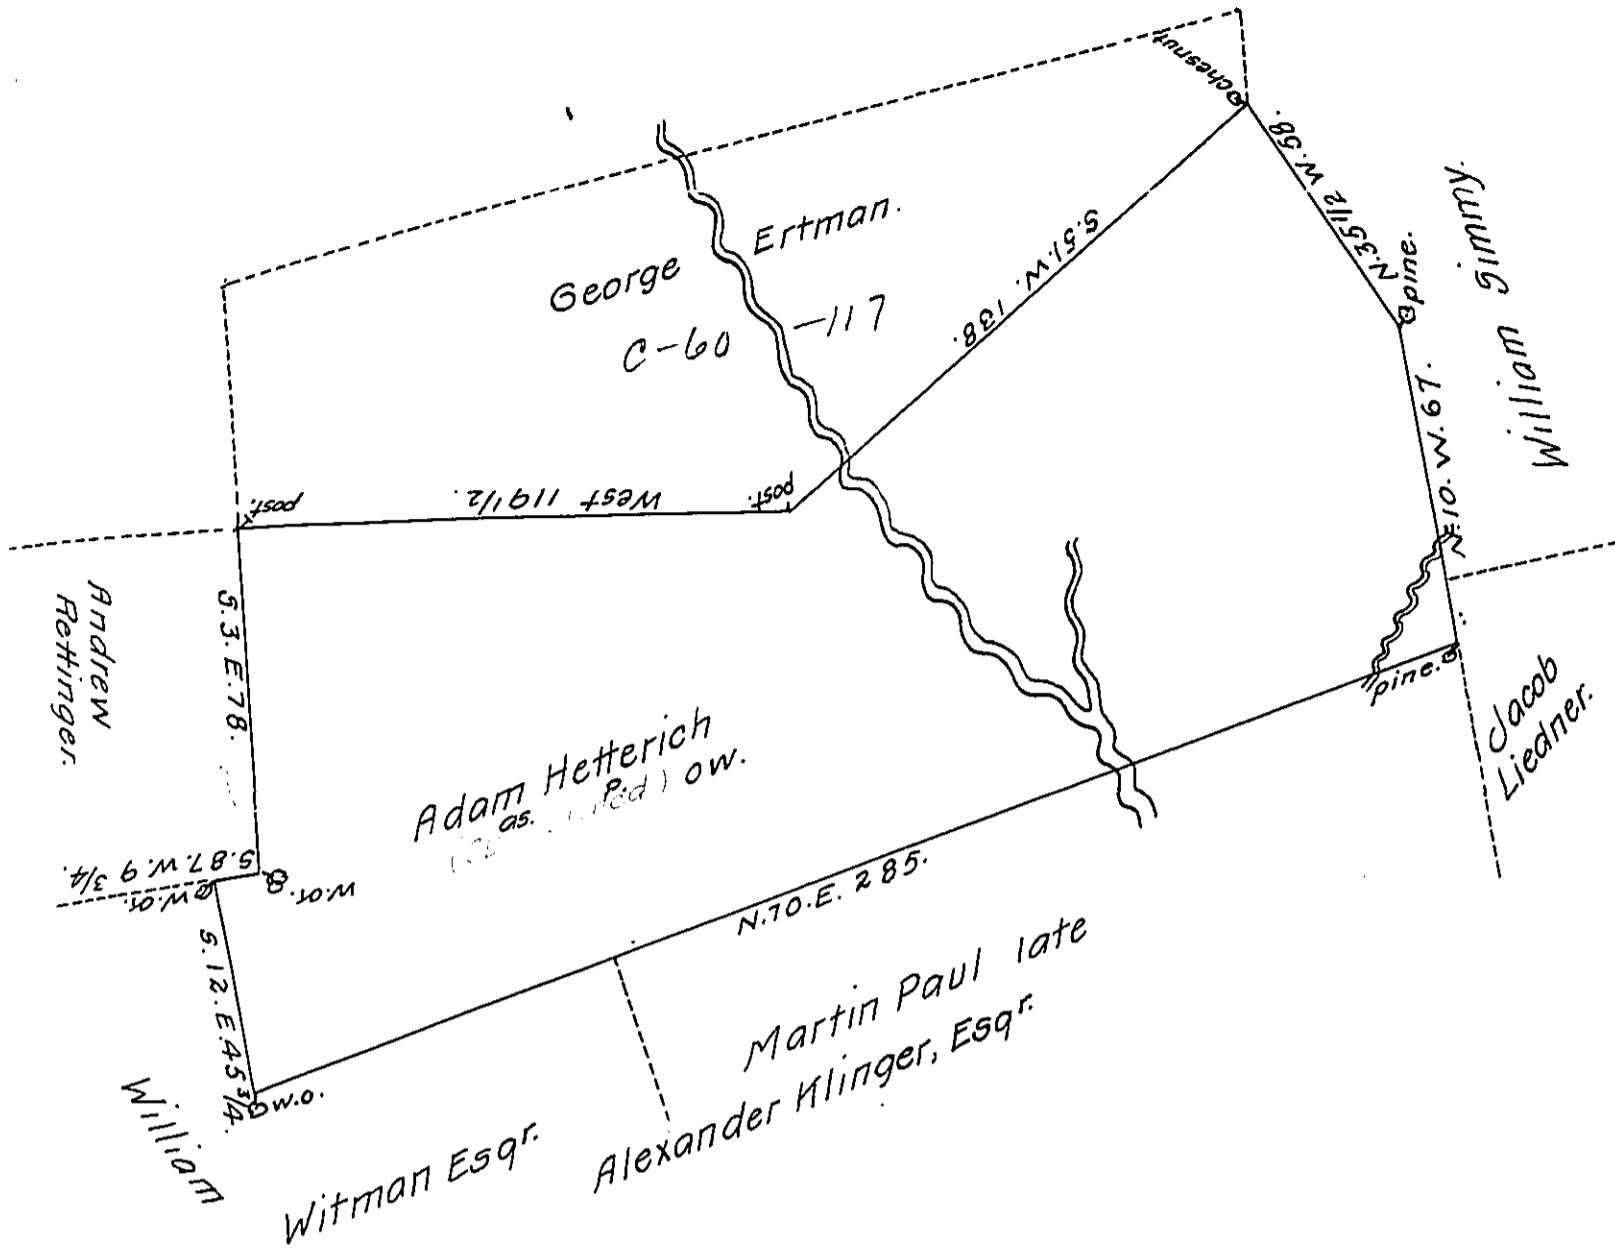 chesnut
N.35 1/2 W.58.
pine.
William Gimmy.
George Ertman.
C-60 -117
S.51.W. 138.
post.
West 119 1/2.
post.
N.10.W.97.
Andrew
Rettinger.
S.3.E.78.
Adam Hetterich
as. P.
ow.
pine.
Jacob
Liedner.
S.87.W.9 3/4.
w.o.
w.o.
N.70.E. 285.
S.12.E.45 3/4.
w.o.
Martin Paul late
Alexander Klinger, Esqr.
William
Witman Esqr.